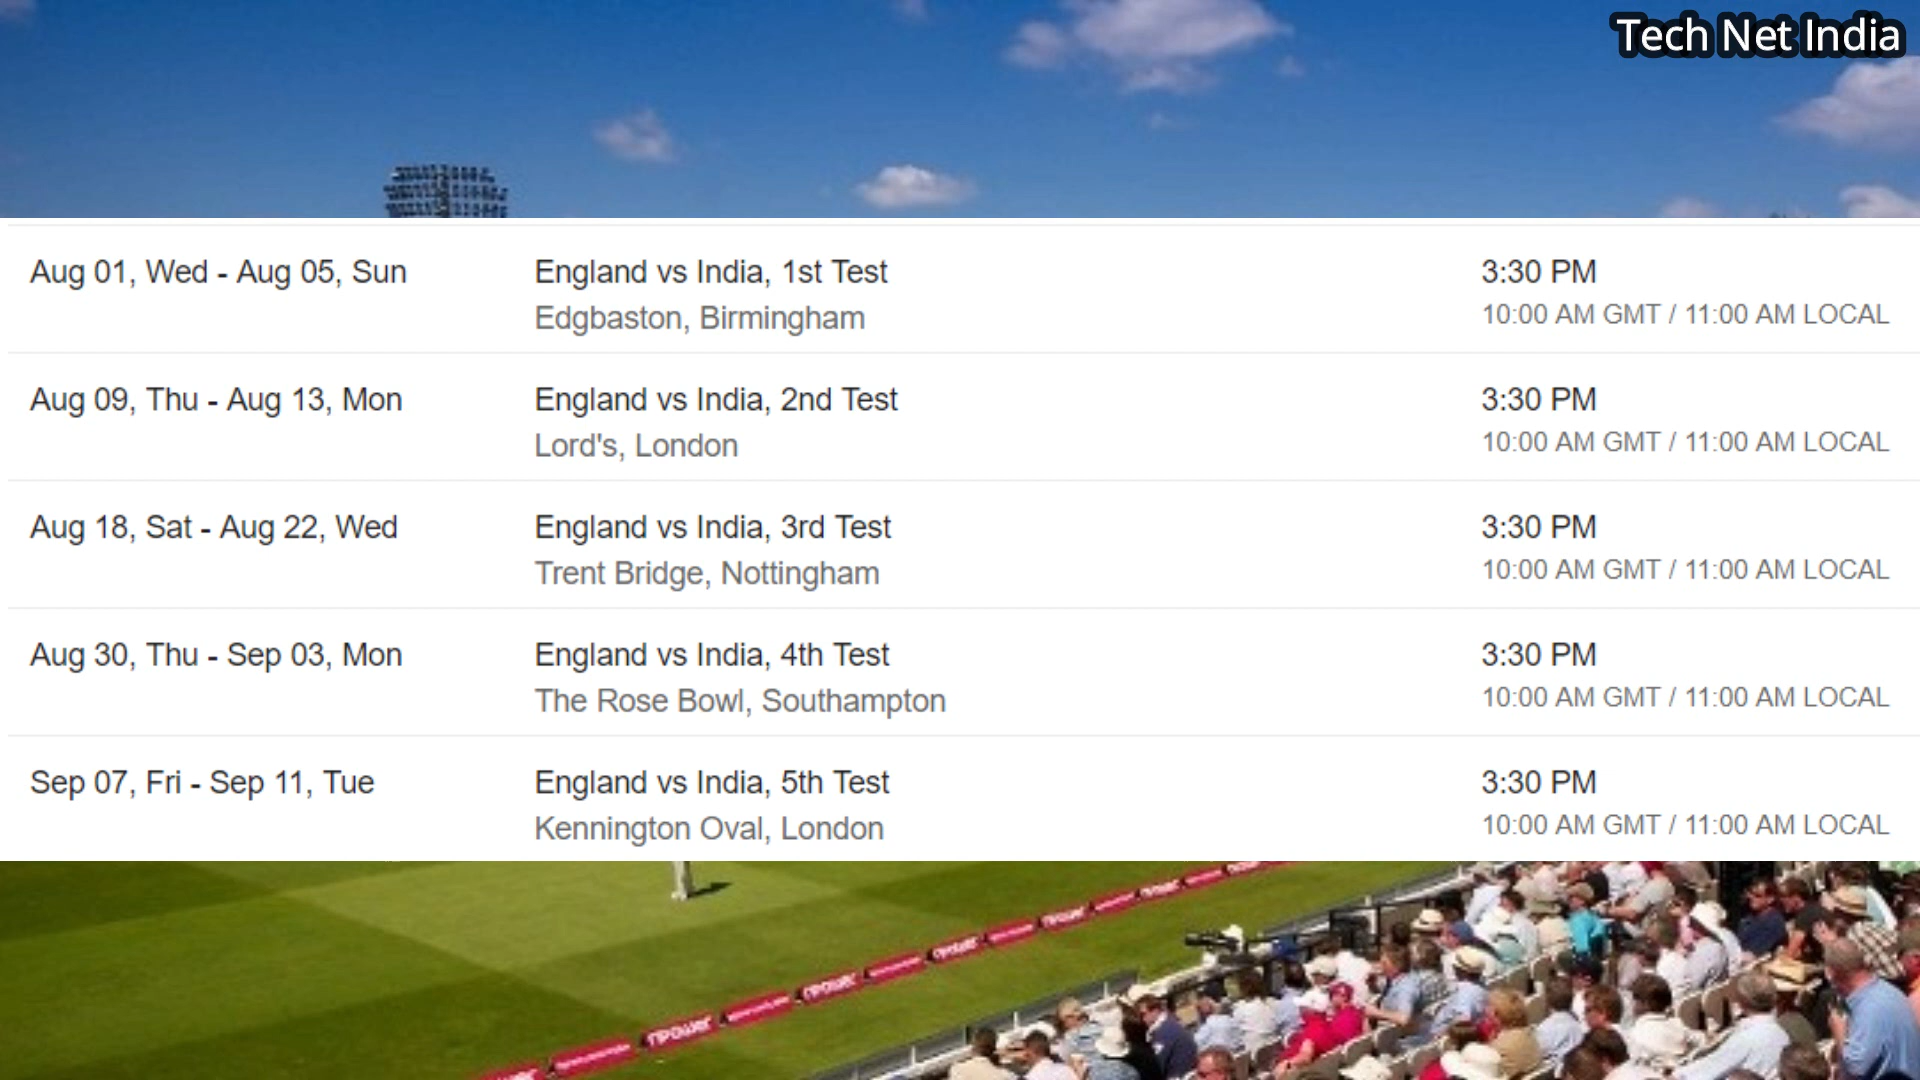 Tech Net India
Aug 01, Wed - Aug 05, Sun
England vs India, 1st Test
3:30 PM
Edgbaston, Birmingham
10:00 AM GMT / 11:00 AM LOCAL
Aug 09, Thu - Aug 13, Mon
England vs India, 2nd Test
3:30 PM
Lord's, London
10:00 AM GMT / 11:00 AM LOCAL
Aug 18, Sat - Aug 22, Wed
England vs India, 3rd Test
3:30 PM
Trent Bridge, Nottingham
10:00 AM GMT / 11:00 AM LOCAL
Aug 30, Thu - Sep 03, Mon
England vs India, 4th Test
3:30 PM
The Rose Bowl, Southampton
10:00 AM GMT / 11:00 AM LOCAL
Sep 07, Fri - Sep 11, Tue
England vs India, 5th Test
3:30 PM
Kennington Oval, London
10:00 AM GMT / 11:00 AM LOCAL
npower
npower
npower
npower
npower